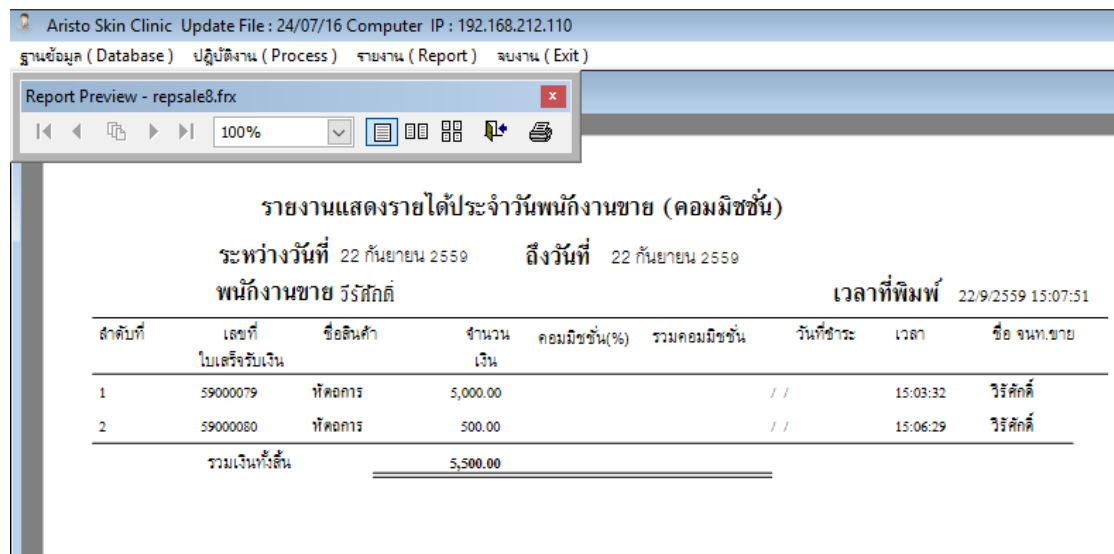 Aristo Skin Clinic Update File : 24/07/16 Computer IP : 192.168.212.110
ฐานข้อมูล ( Database ) ปฏิบัติงาน ( Process ) รายงาน ( Report ) จบงาน ( Exit )
Report Preview - repsale8.frx
100%
รายงานแสดงรายได้ประจำวันพนักงานขาย (คอมมิชชั่น)
ระหว่างวันที่ 22 กันยายน 2559 ถึงวันที่ 22 กันยายน 2559
พนักงานขาย วีรัศักดิ์ เวลาที่พิมพ์ 22/9/2559 15:07:51
ลำดับที่ เลขที่ ชื่อสินค้า จำนวน คอมมิชชั่น(%) รวมคอมมิชชั่น วันที่ชำระ เวลา ชื่อ จนท.ขาย
ใบเสร็จรับเงิน เงิน
1 59000079 หัตถการ 5,000.00 / / 15:03:32 วิรัศักดิ์
2 59000080 หัตถการ 500.00 / / 15:06:29 วิรัศักดิ์
รวมเงินทั้งสิ้น 5,500.00